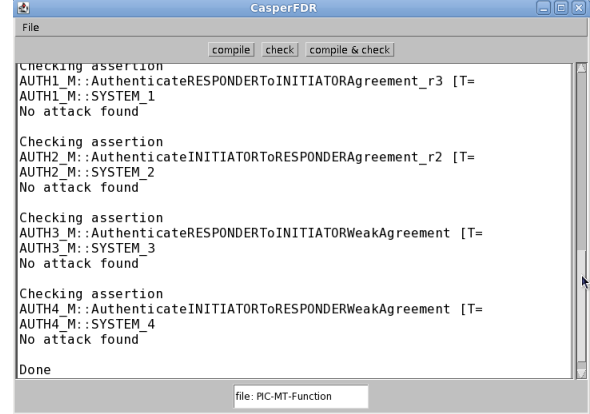 CasperFDR
File
compile check compile & check
Checking assertion
AUTH1_M::AuthenticateRESPONDERToINITIATORAgreement_r3 [T=
AUTH1_M::SYSTEM_1
No attack found
Checking assertion
AUTH2_M::AuthenticateINITIATORToRESPONDERAgreement_r2 [T=
AUTH2_M::SYSTEM_2
No attack found
Checking assertion
AUTH3_M::AuthenticateRESPONDERToINITIATORWeakAgreement [T=
AUTH3_M::SYSTEM_3
No attack found
Checking assertion
AUTH4_M::AuthenticateINITIATORToRESPONDERWeakAgreement [T=
AUTH4_M::SYSTEM_4
No attack found
Done
file: PIC-MT-Function